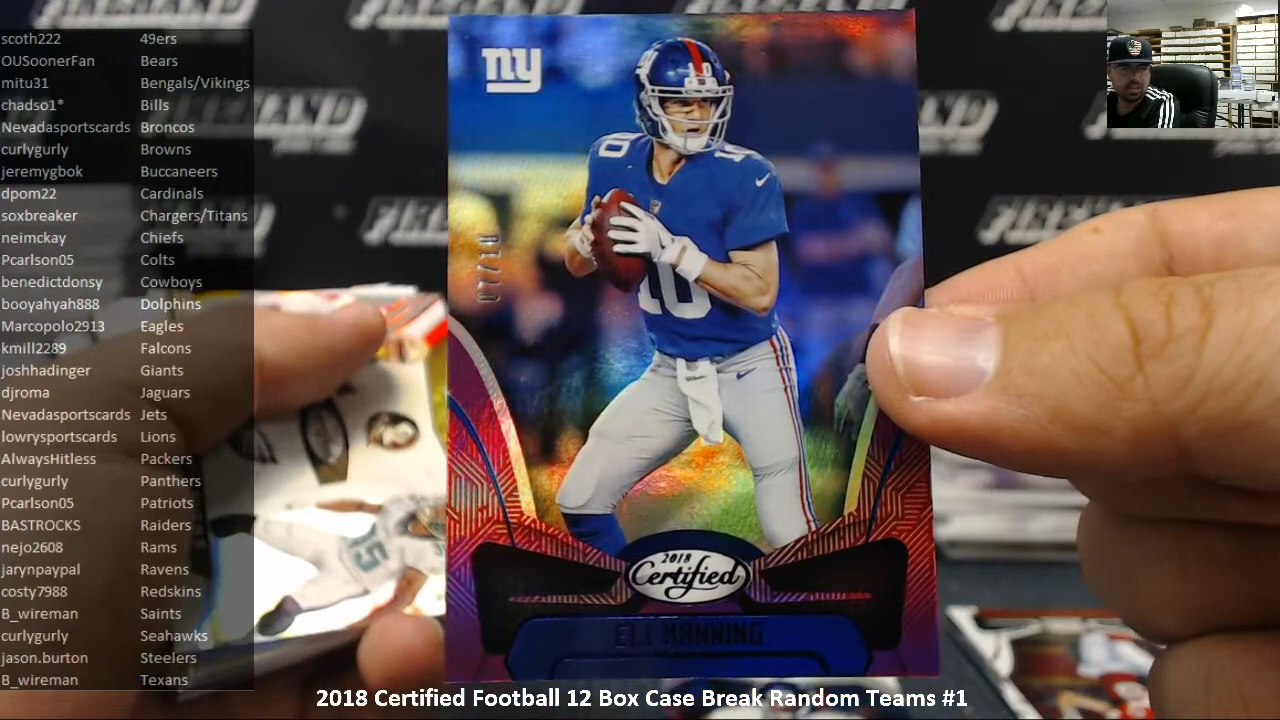 scoth222 49ers
OUSoonerFan Bears
mitu31 Bengals/Vikings
chadso1* Bills
Nevadasportscards Broncos
curlygurly Browns
jeremygbok Buccaneers
dpom22 Cardinals
soxbreaker Chargers/Titans
neimckay Chiefs
Pcarlson05 Colts
benedictdonsy Cowboys
booyahyah888 Dolphins
Marcopolo2913 Eagles
kmill2289 Falcons
joshhadinger Giants
djroma Jaguars
Nevadasportscards Jets
lowrysportscards Lions
AlwaysHitless Packers
curlygurly Panthers
Pcarlson05 Patriots
BASTROCKS Raiders
nejo2608 Rams
jarynpaypal Ravens
costy7988 Redskins
B_wireman Saints
curlygurly Seahawks
jason.burton Steelers
B_wireman Texans
ny
10
10
10
10
2018
Certified
ELI MANNING
2018 Certified Football 12 Box Case Break Random Teams #1